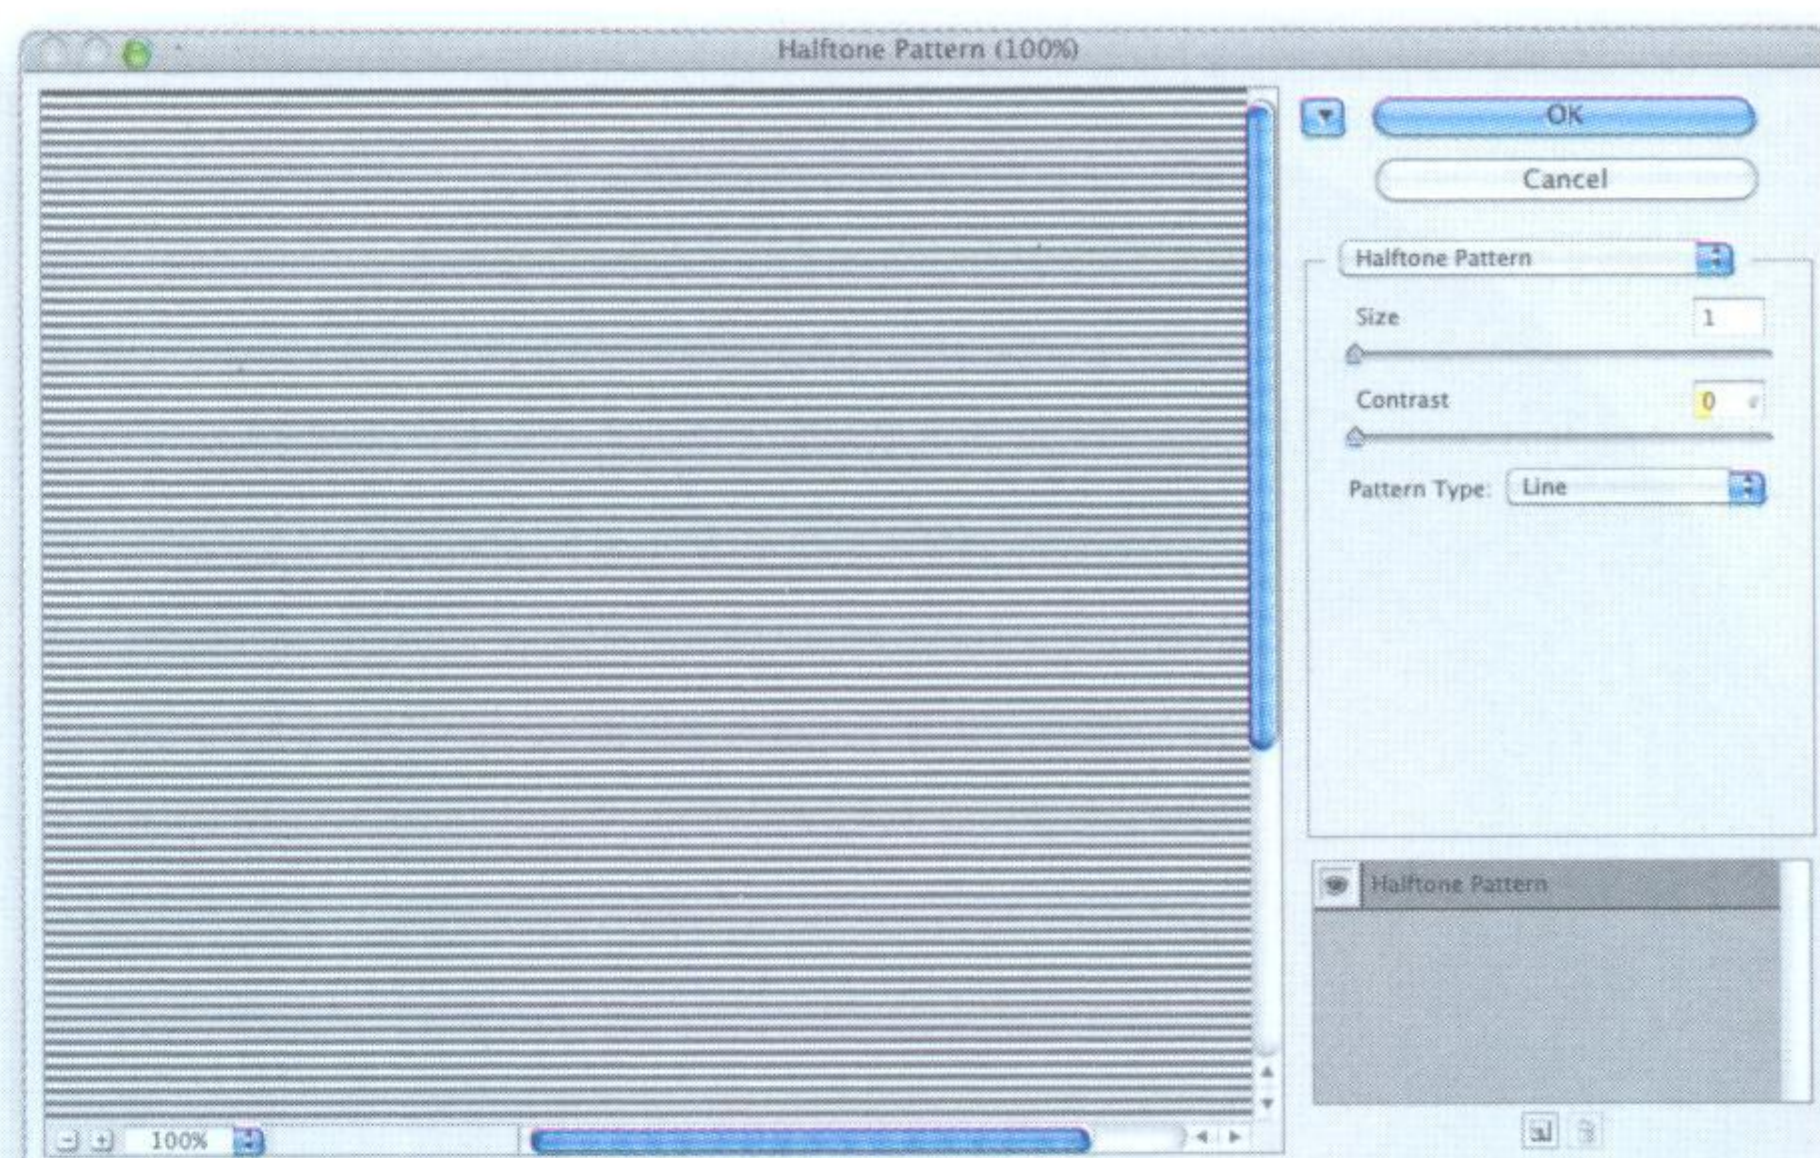 Halftone Pattern (100%)
OK
Cancel
Halftone Pattern
Size 1
Contrast 0
Pattern Type: Line
Halftone Pattern
100%